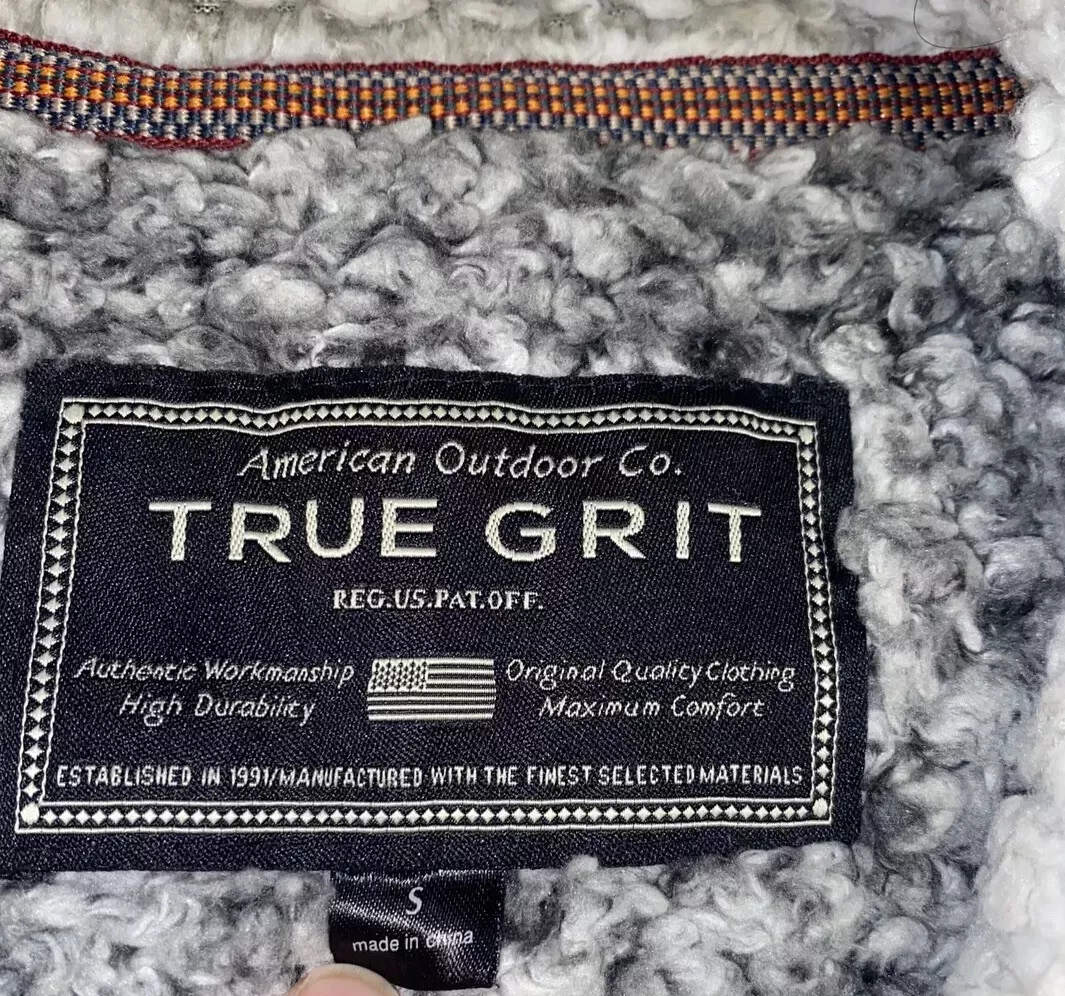 American Outdoor Co.
TRUE GRIT
REG.US.PAT.OFF.
Authentic Workmanship
High Durability
Original Quality Clothing
Maximum Comfort
ESTABLISHED IN 1991/MANUFACTURED WITH THE FINEST SELECTED MATERIALS
S
made in china